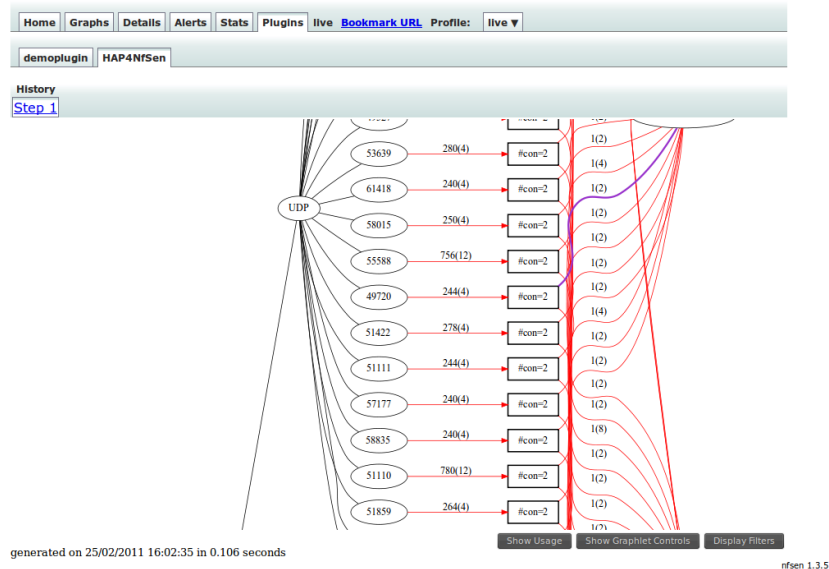 Home Graphs Details Alerts Stats Plugins live Bookmark URL Profile: live ▼
demoplugin HAP4NfSen
History
Step 1
1(2)
53639 280(4) #con=2
1(4)
61418 240(4) #con=2 1(2)
UDP
1(2)
58015 250(4) #con=2
1(2)
55588 756(12) #con=2 1(2)
1(2)
49720 244(4) #con=2
1(4)
51422 278(4) #con=2 1(2)
1(2)
51111 244(4) #con=2
1(2)
57177 240(4) #con=2 1(2)
1(8)
58835 240(4) #con=2
1(2)
51110 780(12) #con=2 1(2)
1(2)
51859 264(4) #con=2
1(2)
Show Usage Show Graphlet Controls Display Filters
generated on 25/02/2011 16:02:35 in 0.106 seconds
nfsen 1.3.5